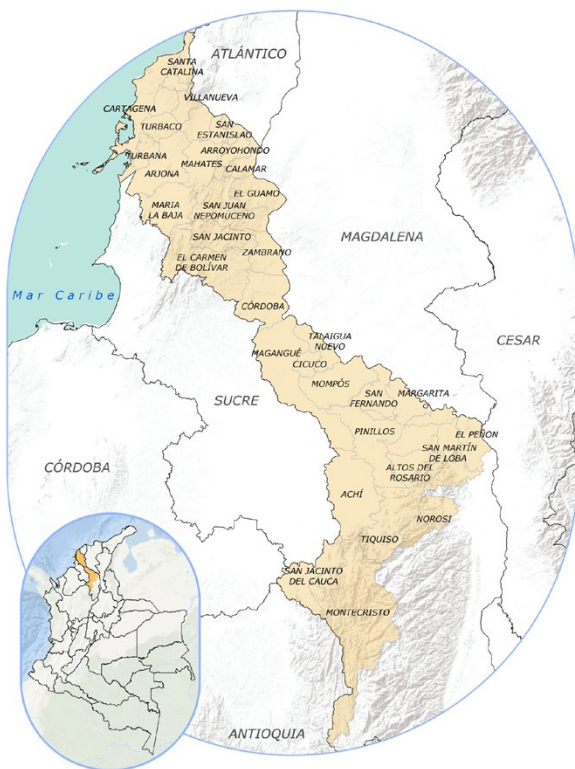 ATLÁNTICO
SANTA
CATALINA
VILLANUEVA
CARTAGENA
TURBACO
SAN
ESTANISLAO
ARROYOHONDO
TURBANA
MAHATES
CALAMAR
ARJONA
EL GUAMO
MARIA
LA BAJA
SAN JUAN
NEPOMUCENO
SAN JACINTO
MAGDALENA
ZAMBRANO
EL CARMEN
DE BOLÍVAR
Mar Caribe
CÓRDOBA
TALAIGUA
NUEVO
CESAR
MAGANGUÉ
CICUCO
MOMPÓS
SAN
FERNANDO
MARGARITA
SUCRE
PINILLOS
EL PEÑON
SAN MARTÍN
DE LOBA
CÓRDOBA
ALTOS DEL
ROSARIO
ACHÍ
NOROSI
TIQUISO
SAN JACINTO
DEL CAUCA
MONTECRISTO
ANTIOQUIA